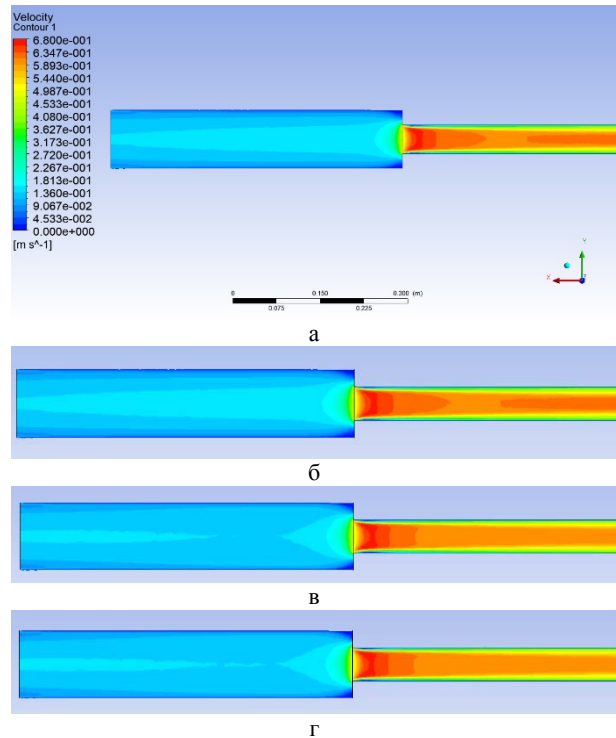 Velocity
Contour 1
6.800e-001
6.347e-001
5.893e-001
5.440e-001
4.987e-001
4.533e-001
4.080e-001
3.627e-001
3.173e-001
2.720e-001
2.267e-001
1.813e-001
1.360e-001
9.067e-002
4.533e-002
0.000e+000
[m s^-1]
Y
X
Z
0 0.150 0.300 (m)
0.075 0.225
а
б
в
г